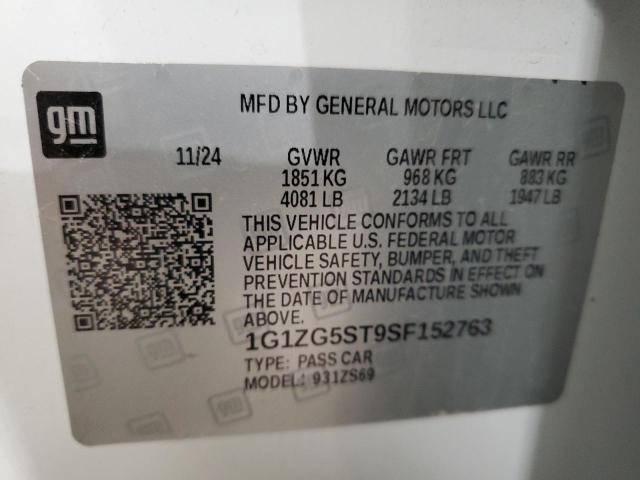 gm
MFD BY GENERAL MOTORS LLC
11/24 GVWR GAWR FRT GAWR RR
1851 KG 968 KG 883 KG
4081 LB 2134 LB 1947 LB
THIS VEHICLE CONFORMS TO ALL
APPLICABLE U.S. FEDERAL MOTOR
VEHICLE SAFETY, BUMPER, AND THEFT
PREVENTION STANDARDS IN EFFECT ON
THE DATE OF MANUFACTURE SHOWN
ABOVE.
1G1ZG5ST9SF152763
TYPE: PASS CAR
MODEL: 931ZS69